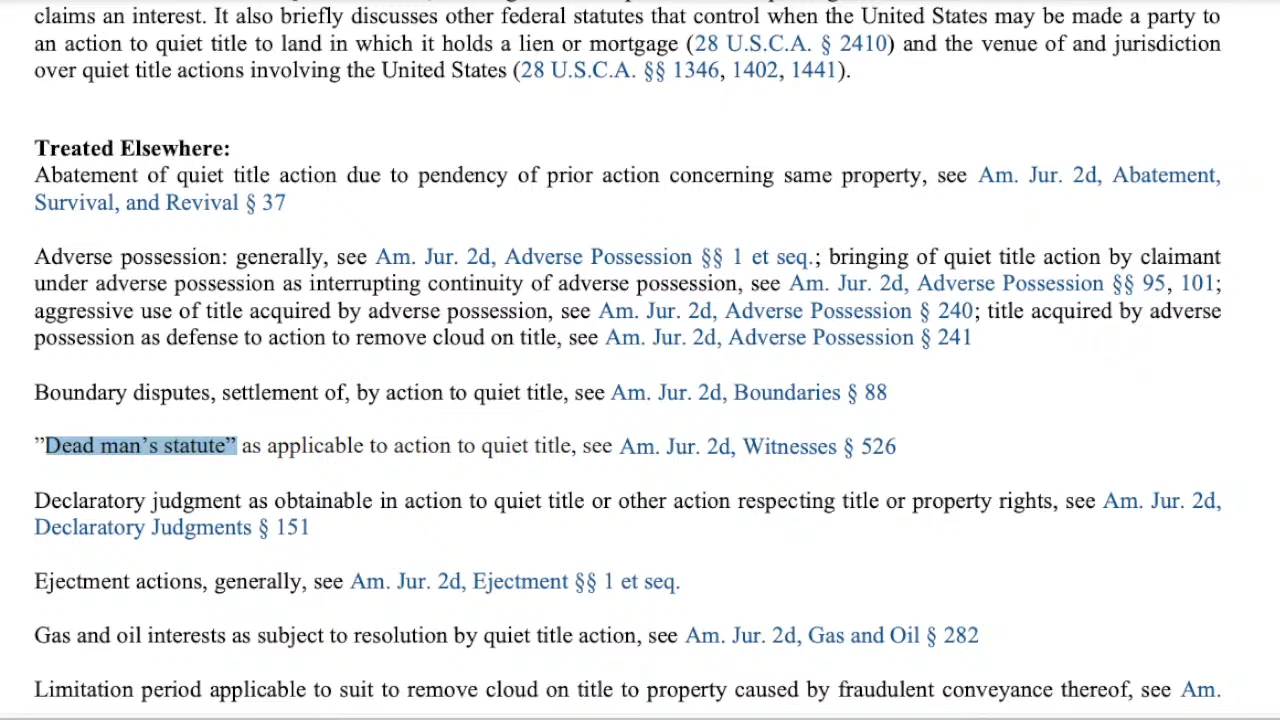 claims an interest. It also briefly discusses other federal statutes that control when the United States may be made a party to
an action to quiet title to land in which it holds a lien or mortgage (28 U.S.C.A. § 2410) and the venue of and jurisdiction
over quiet title actions involving the United States (28 U.S.C.A. §§ 1346, 1402, 1441).
Treated Elsewhere:
Abatement of quiet title action due to pendency of prior action concerning same property, see Am. Jur. 2d, Abatement,
Survival, and Revival § 37
Adverse possession: generally, see Am. Jur. 2d, Adverse Possession §§ 1 et seq.; bringing of quiet title action by claimant
under adverse possession as interrupting continuity of adverse possession, see Am. Jur. 2d, Adverse Possession §§ 95, 101;
aggressive use of title acquired by adverse possession, see Am. Jur. 2d, Adverse Possession § 240; title acquired by adverse
possession as defense to action to remove cloud on title, see Am. Jur. 2d, Adverse Possession § 241
Boundary disputes, settlement of, by action to quiet title, see Am. Jur. 2d, Boundaries § 88
”Dead man’s statute” as applicable to action to quiet title, see Am. Jur. 2d, Witnesses § 526
Declaratory judgment as obtainable in action to quiet title or other action respecting title or property rights, see Am. Jur. 2d,
Declaratory Judgments § 151
Ejectment actions, generally, see Am. Jur. 2d, Ejectment §§ 1 et seq.
Gas and oil interests as subject to resolution by quiet title action, see Am. Jur. 2d, Gas and Oil § 282
Limitation period applicable to suit to remove cloud on title to property caused by fraudulent conveyance thereof, see Am.